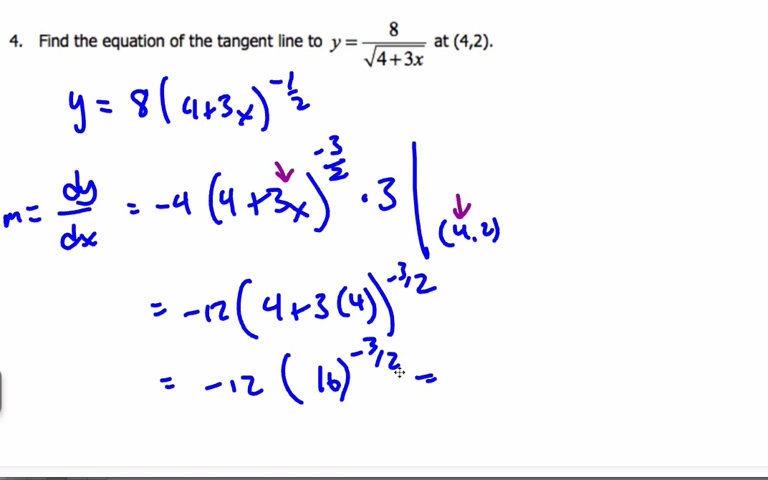 4. Find the equation of the tangent line to y = 8/√(4+3x) at (4,2).
y = 8(4+3x)^(-1/2)
m = dy/dx = -4(4+3x)^(-3/2) · 3 |(4,2)
= -12(4+3(4))^(-3/2)
= -12(16)^(-3/2) =